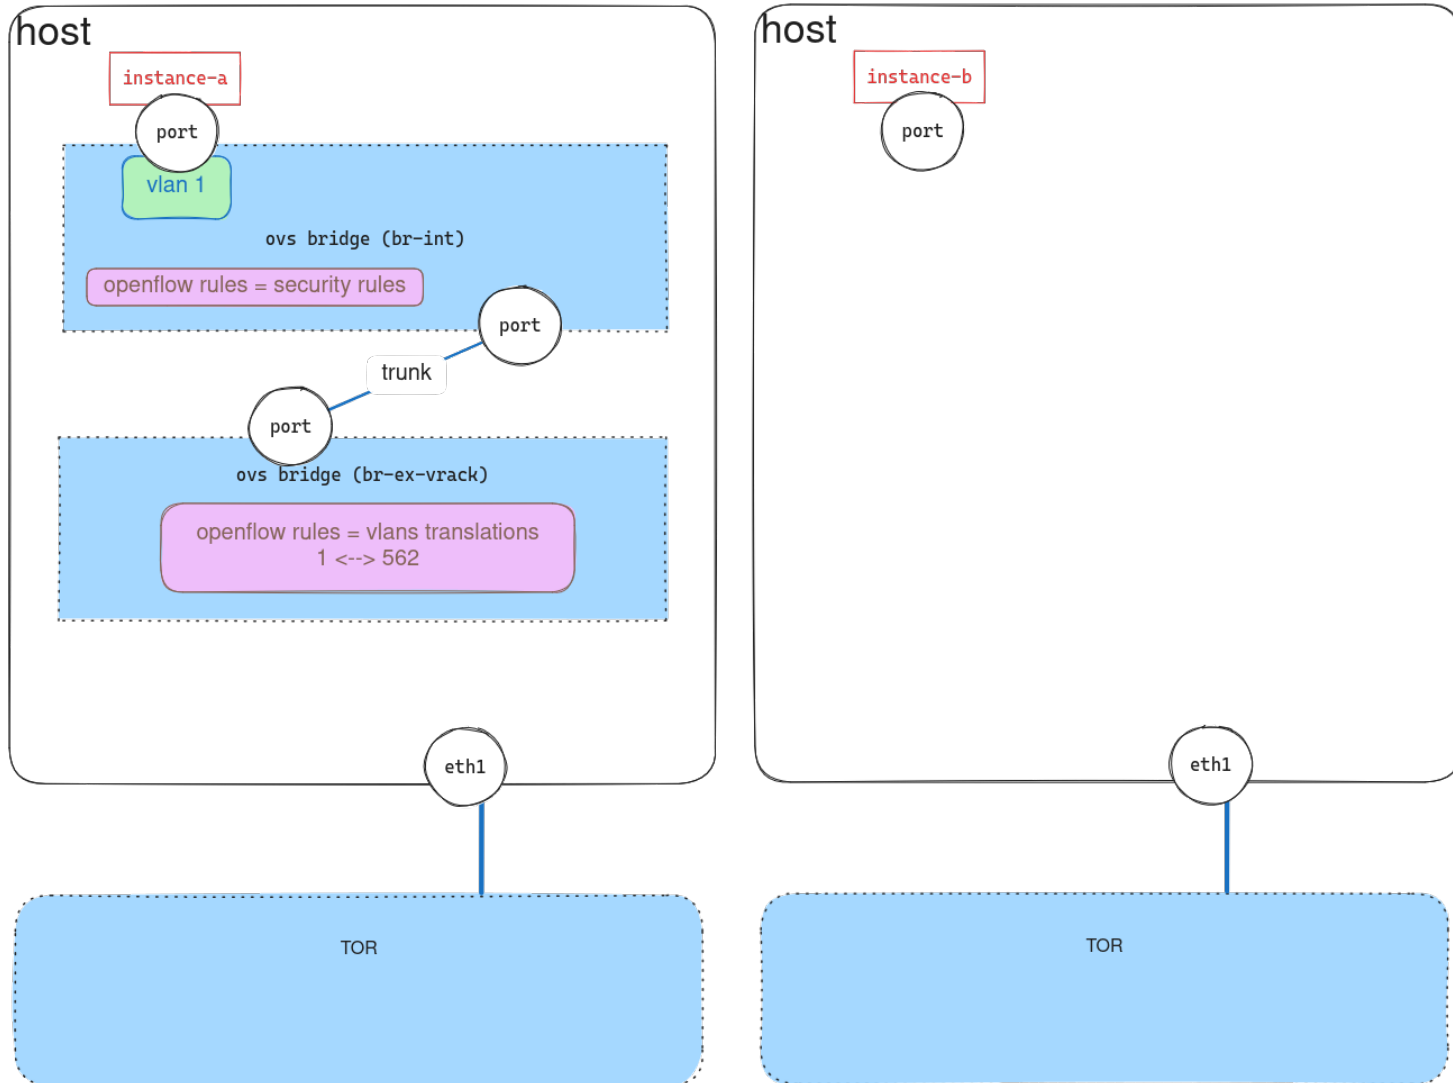 host
instance-a
port
vlan 1
ovs bridge (br-int)
openflow rules = security rules
port
trunk
port
ovs bridge (br-ex-vrack)
openflow rules = vlans translations
1 <--> 562
eth1
TOR
host
instance-b
port
eth1
TOR